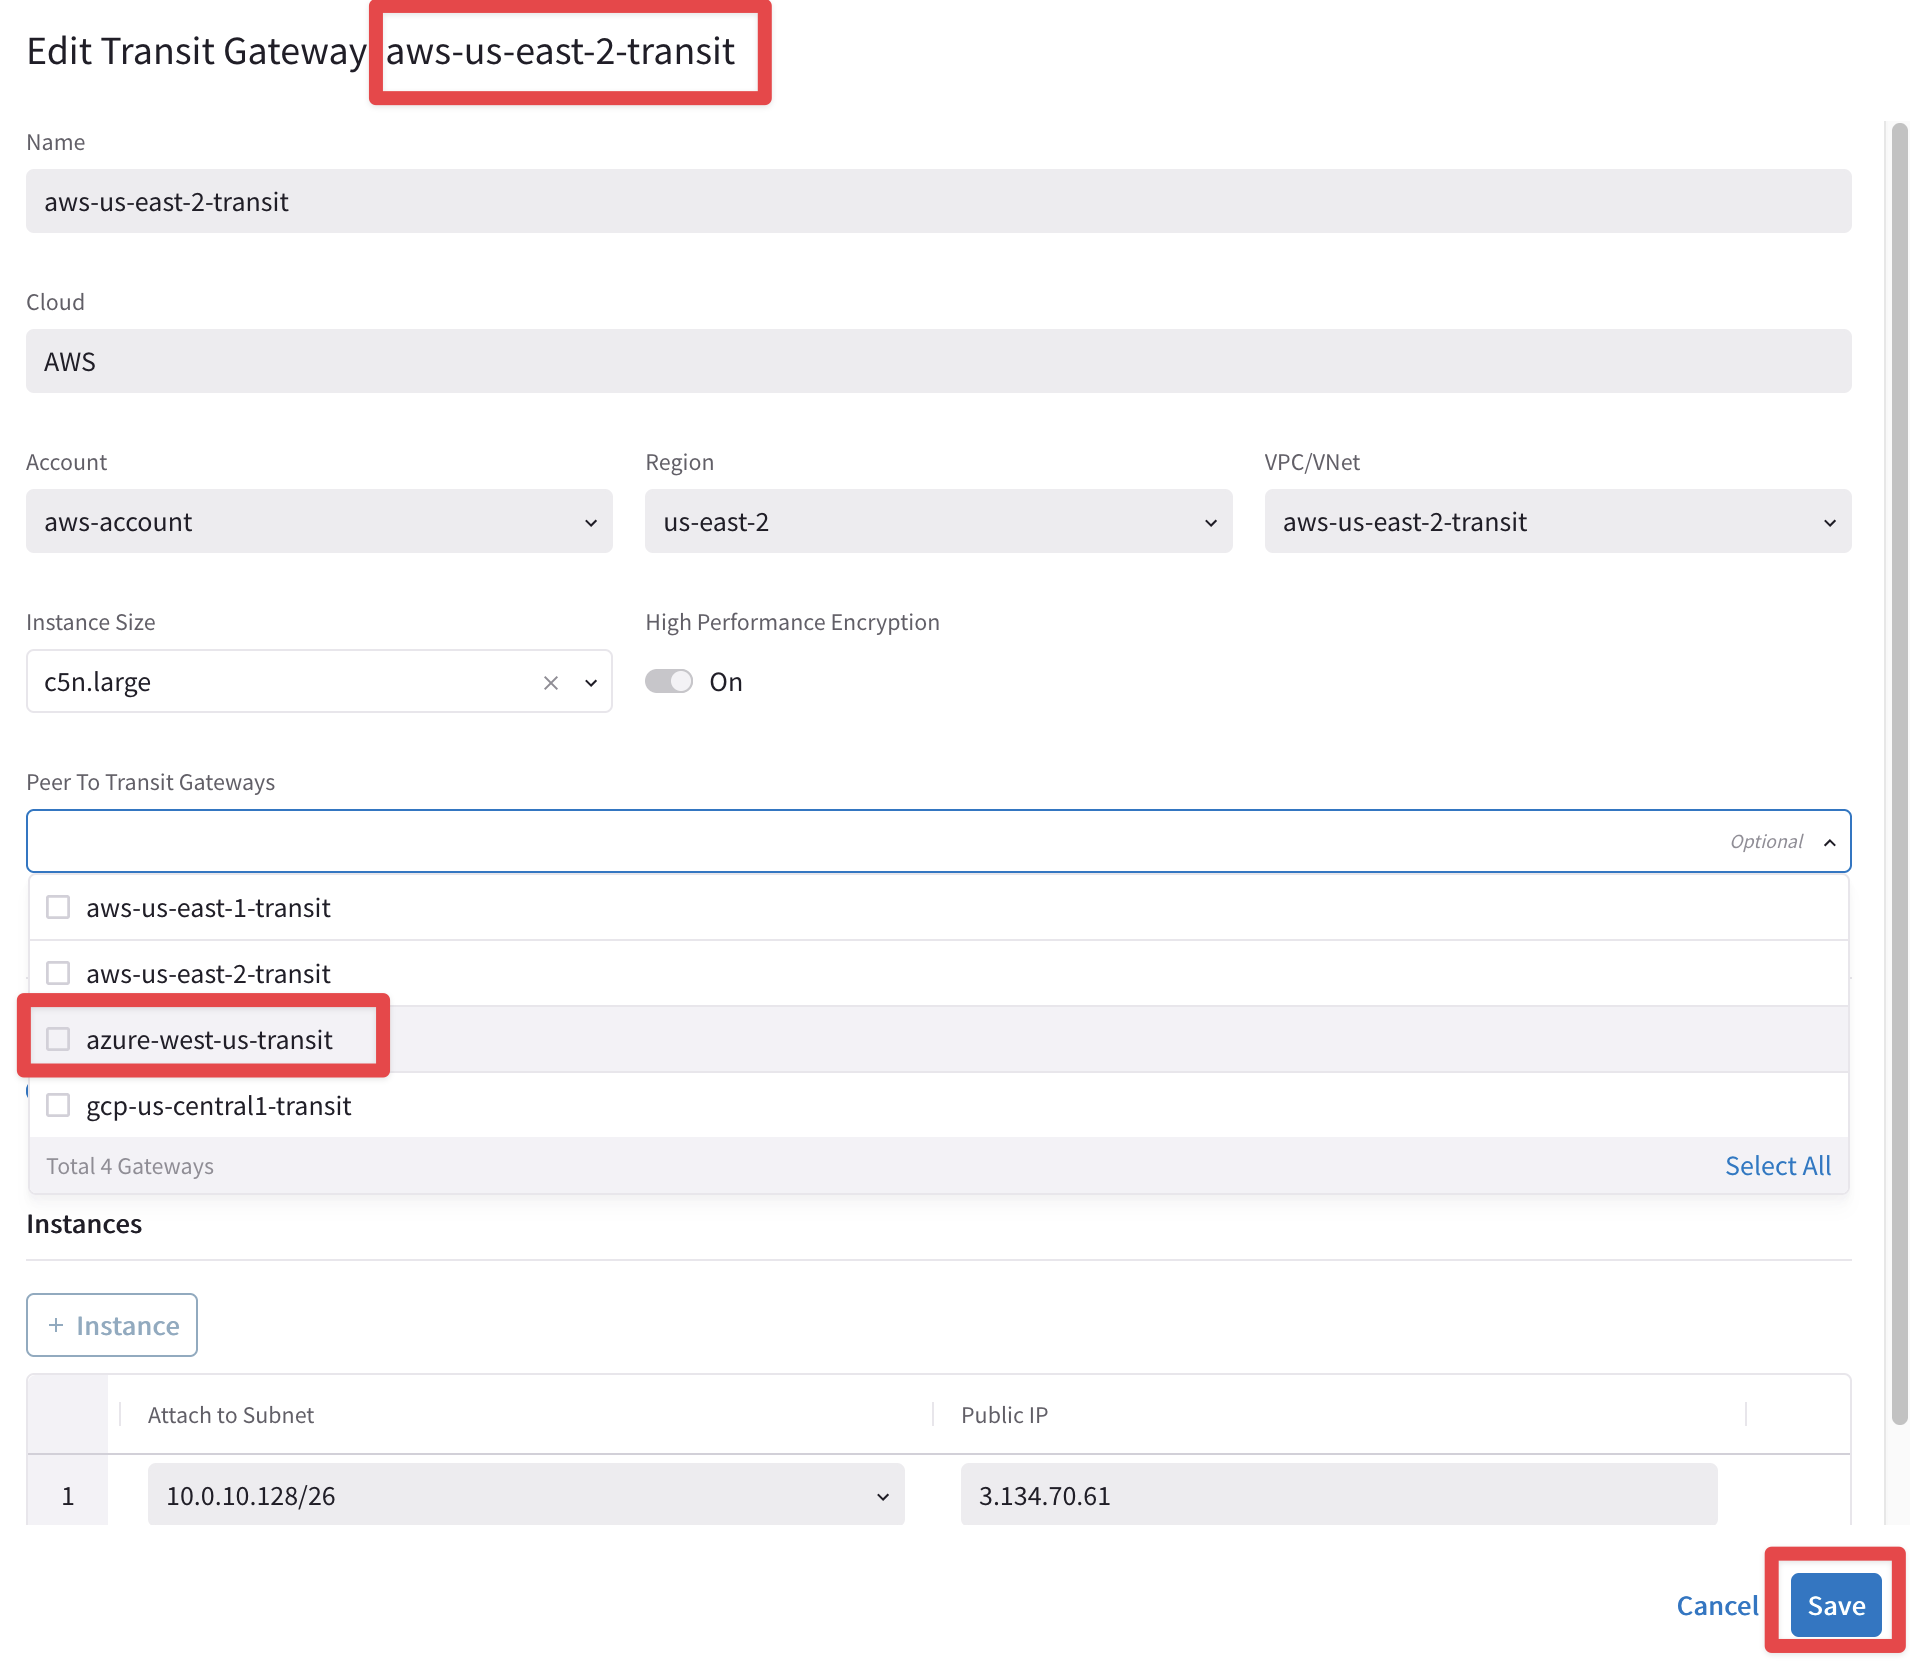 Edit Transit Gateway aws-us-east-2-transit
Name
aws-us-east-2-transit
Cloud
AWS
Account Region VPC/VNet
aws-account us-east-2 aws-us-east-2-transit
Instance Size High Performance Encryption
c5n.large On
Peer To Transit Gateways
Optional
aws-us-east-1-transit
aws-us-east-2-transit
azure-west-us-transit
gcp-us-central1-transit
Total 4 Gateways Select All
Instances
+ Instance
Attach to Subnet Public IP
1 10.0.10.128/26 3.134.70.61
Cancel Save